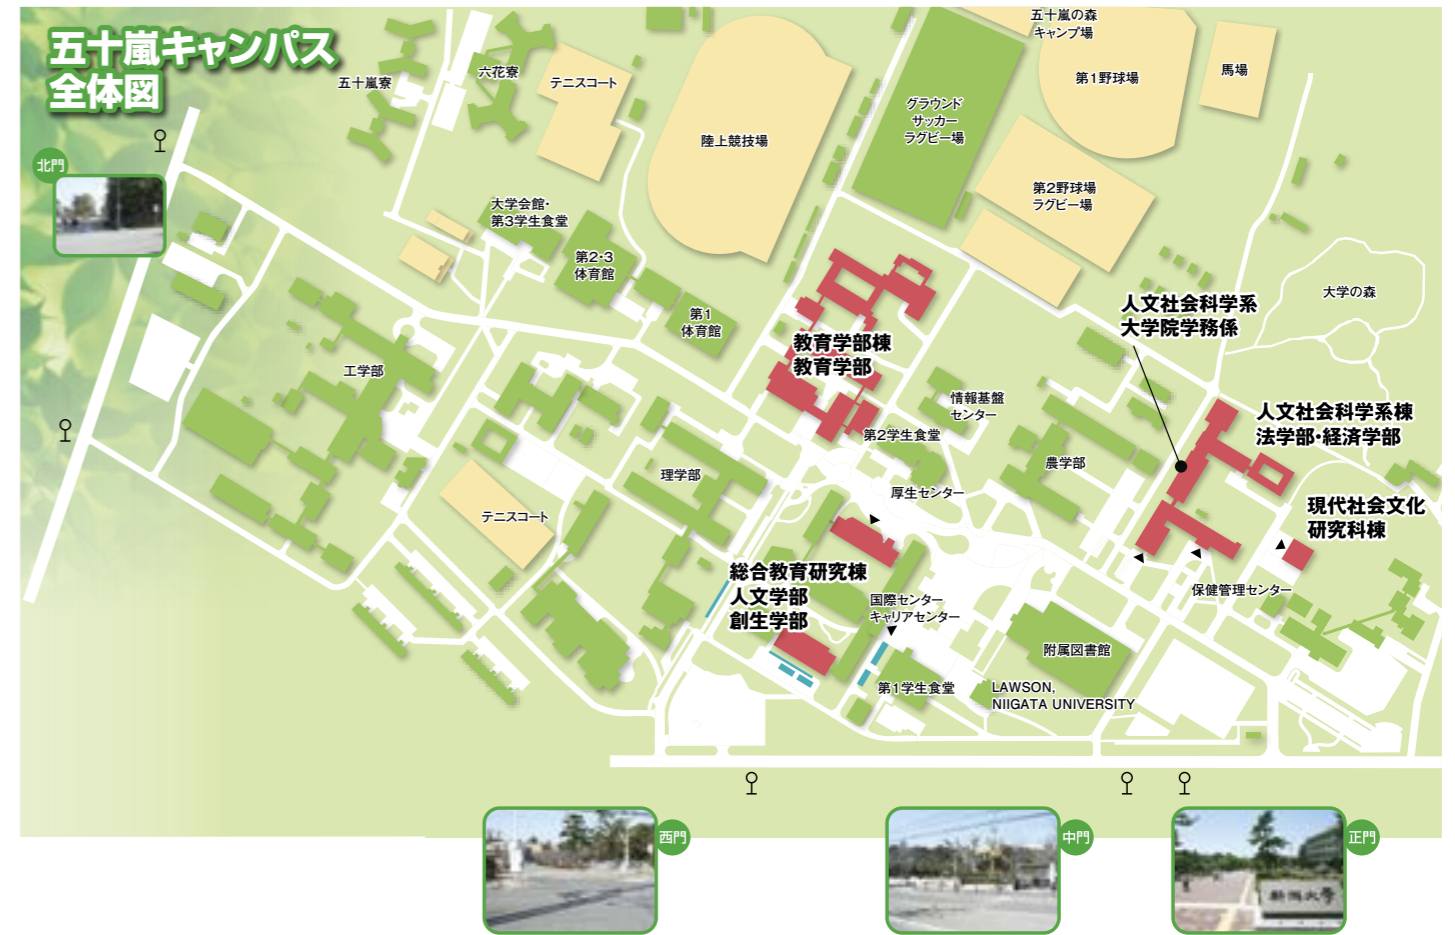 五十嵐キャンパス
全体図
北門
五十嵐寮
六花寮
テニスコート
陸上競技場
グラウンド
サッカー
ラグビー場
五十嵐の森
キャンプ場
第1野球場
馬場
第2野球場
ラグビー場
大学会館・
第3学生食堂
第2・3
体育館
第1
体育館
教育学部棟
教育学部
人文社会科学系
大学院学務係
大学の森
工学部
情報基盤
センター
第2学生食堂
人文社会科学系棟
法学部・経済学部
農学部
理学部
厚生センター
現代社会文化
研究科棟
テニスコート
総合教育研究棟
人文学部
創生学部
国際センター
キャリアセンター
保健管理センター
附属図書館
第1学生食堂
LAWSON,
NIIGATA UNIVERSITY
西門
中門
正門
新潟大学